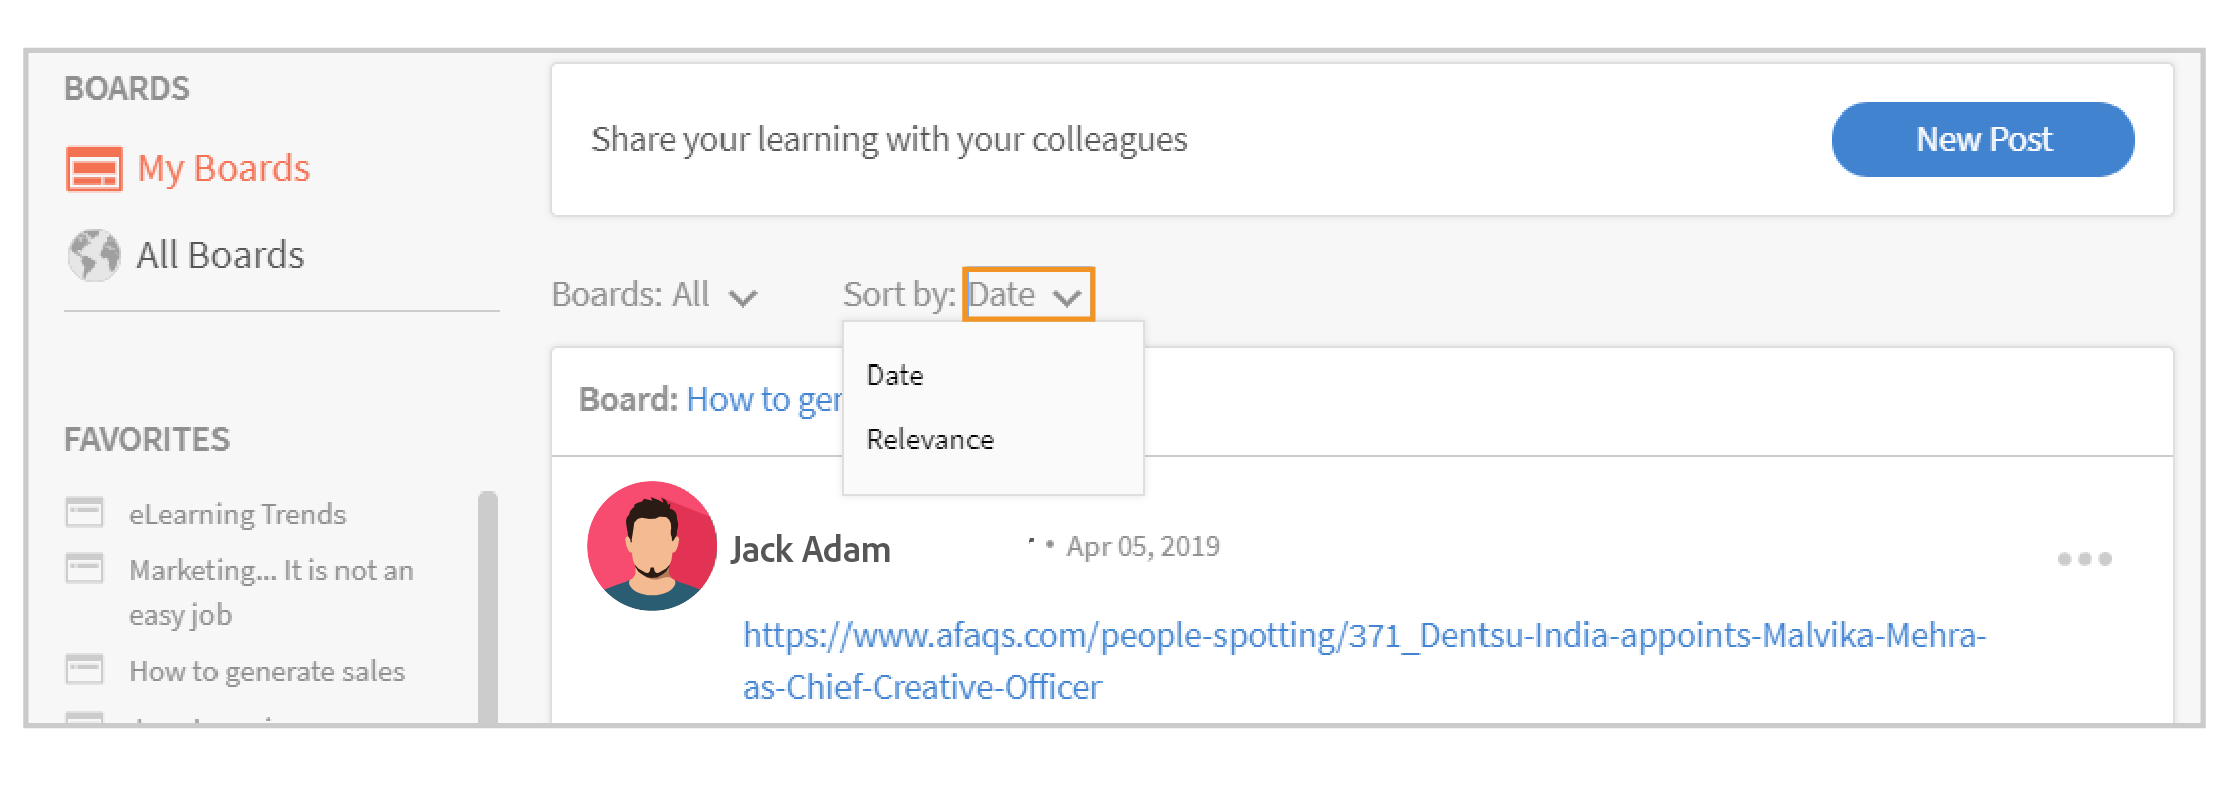 BOARDS
My Boards
All Boards
FAVORITES
eLearning Trends
Marketing... It is not an
easy job
How to generate sales
Share your learning with your colleagues
New Post
Boards: All
Sort by: Date
Date
Relevance
Board: How to ger
Jack Adam
• Apr 05, 2019
https://www.afaqs.com/people-spotting/371_Dentsu-India-appoints-Malvika-Mehra-
as-Chief-Creative-Officer